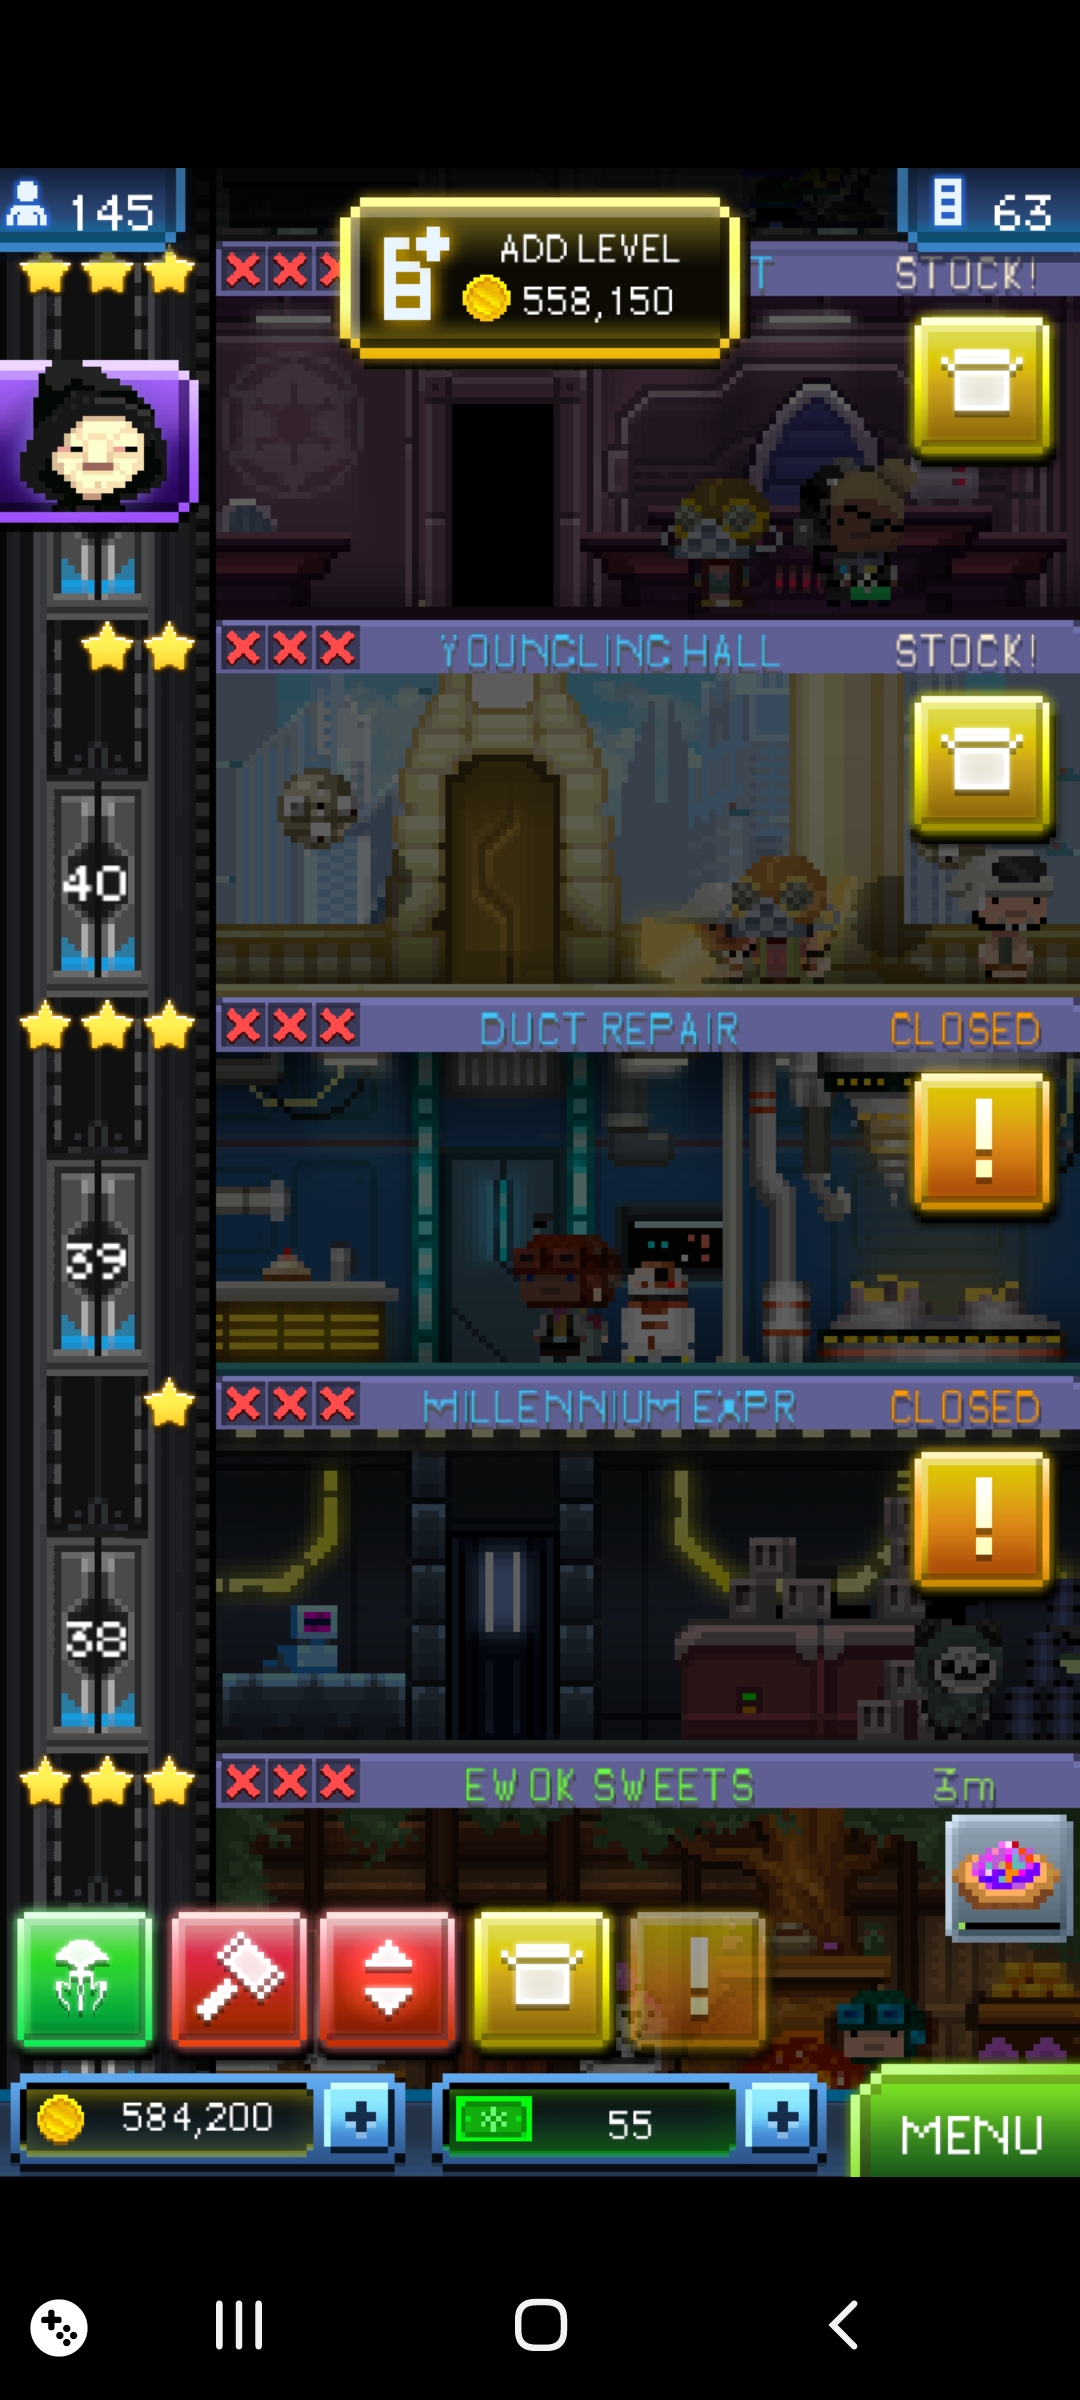 145
ADD LEVEL
558,150
63
T
STOCK!
YOUNGLING HALL
STOCK!
40
DUCT REPAIR
CLOSED
!
39
MILLENNIUM EXPR
CLOSED
!
38
EWOK SWEETS
3m
!
584,200
+
55
+
MENU